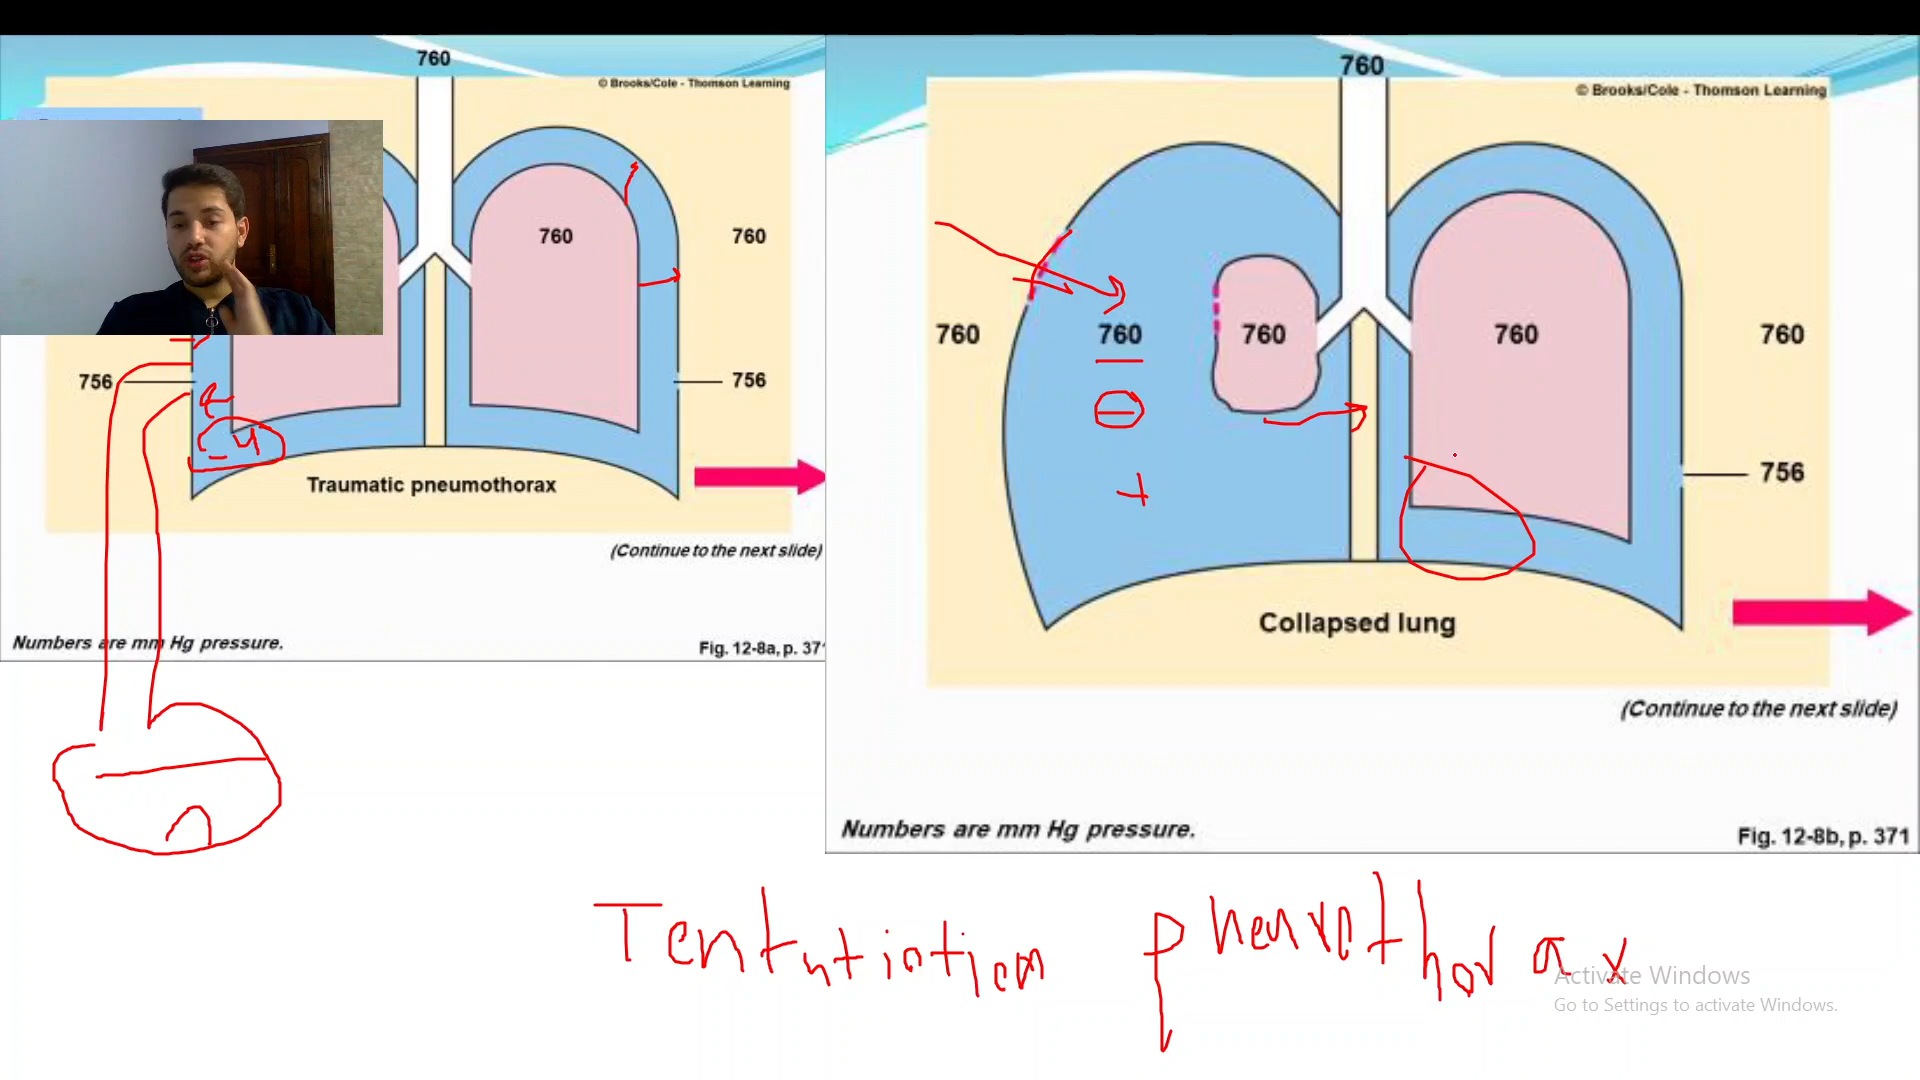 760
© Brooks/Cole - Thomson Learning
760
760
756
756
-4
Traumatic pneumothorax
(Continue to the next slide)
Numbers are mm Hg pressure.
Fig. 12-8a, p. 37
760
© Brooks/Cole - Thomson Learning
760
760
760
760
760
756
+
Collapsed lung
(Continue to the next slide)
Numbers are mm Hg pressure.
Fig. 12-8b, p. 371
pneumothorax
Activate Windows
Go to Settings to activate Windows.